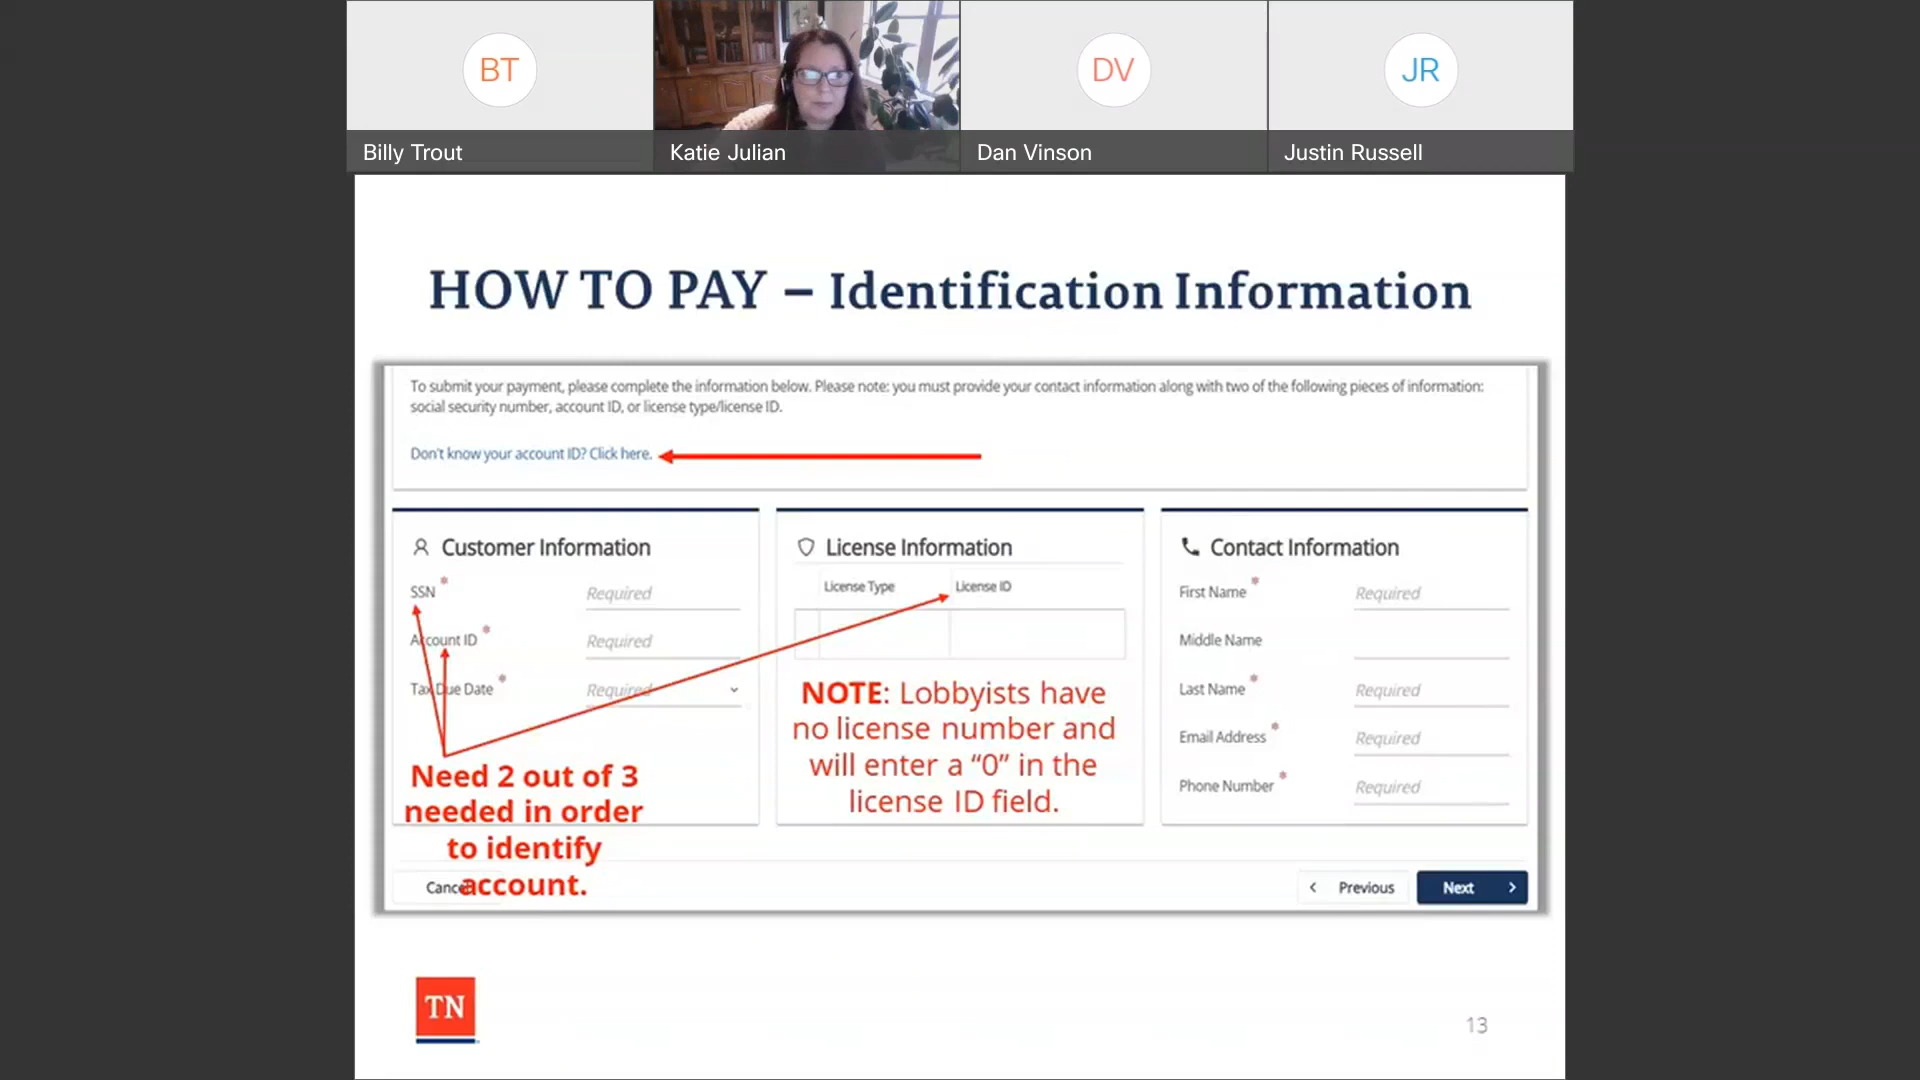 BT
DV
JR
Billy Trout
Katie Julian
Dan Vinson
Justin Russell
HOW TO PAY – Identification Information
To submit your payment, please complete the information below. Please note: you must provide your contact information along with two of the following pieces of information:
social security number, account ID, or license type/license ID.
Don't know your account ID? Click here.
Customer Information
SSN * Required
Account ID * Required
Tax Due Date * Required
Need 2 out of 3
needed in order
to identify
account.
License Information
License Type License ID
NOTE: Lobbyists have
no license number and
will enter a “0” in the
license ID field.
Contact Information
First Name * Required
Middle Name
Last Name * Required
Email Address * Required
Phone Number * Required
Cancel
Previous
Next
TN
13